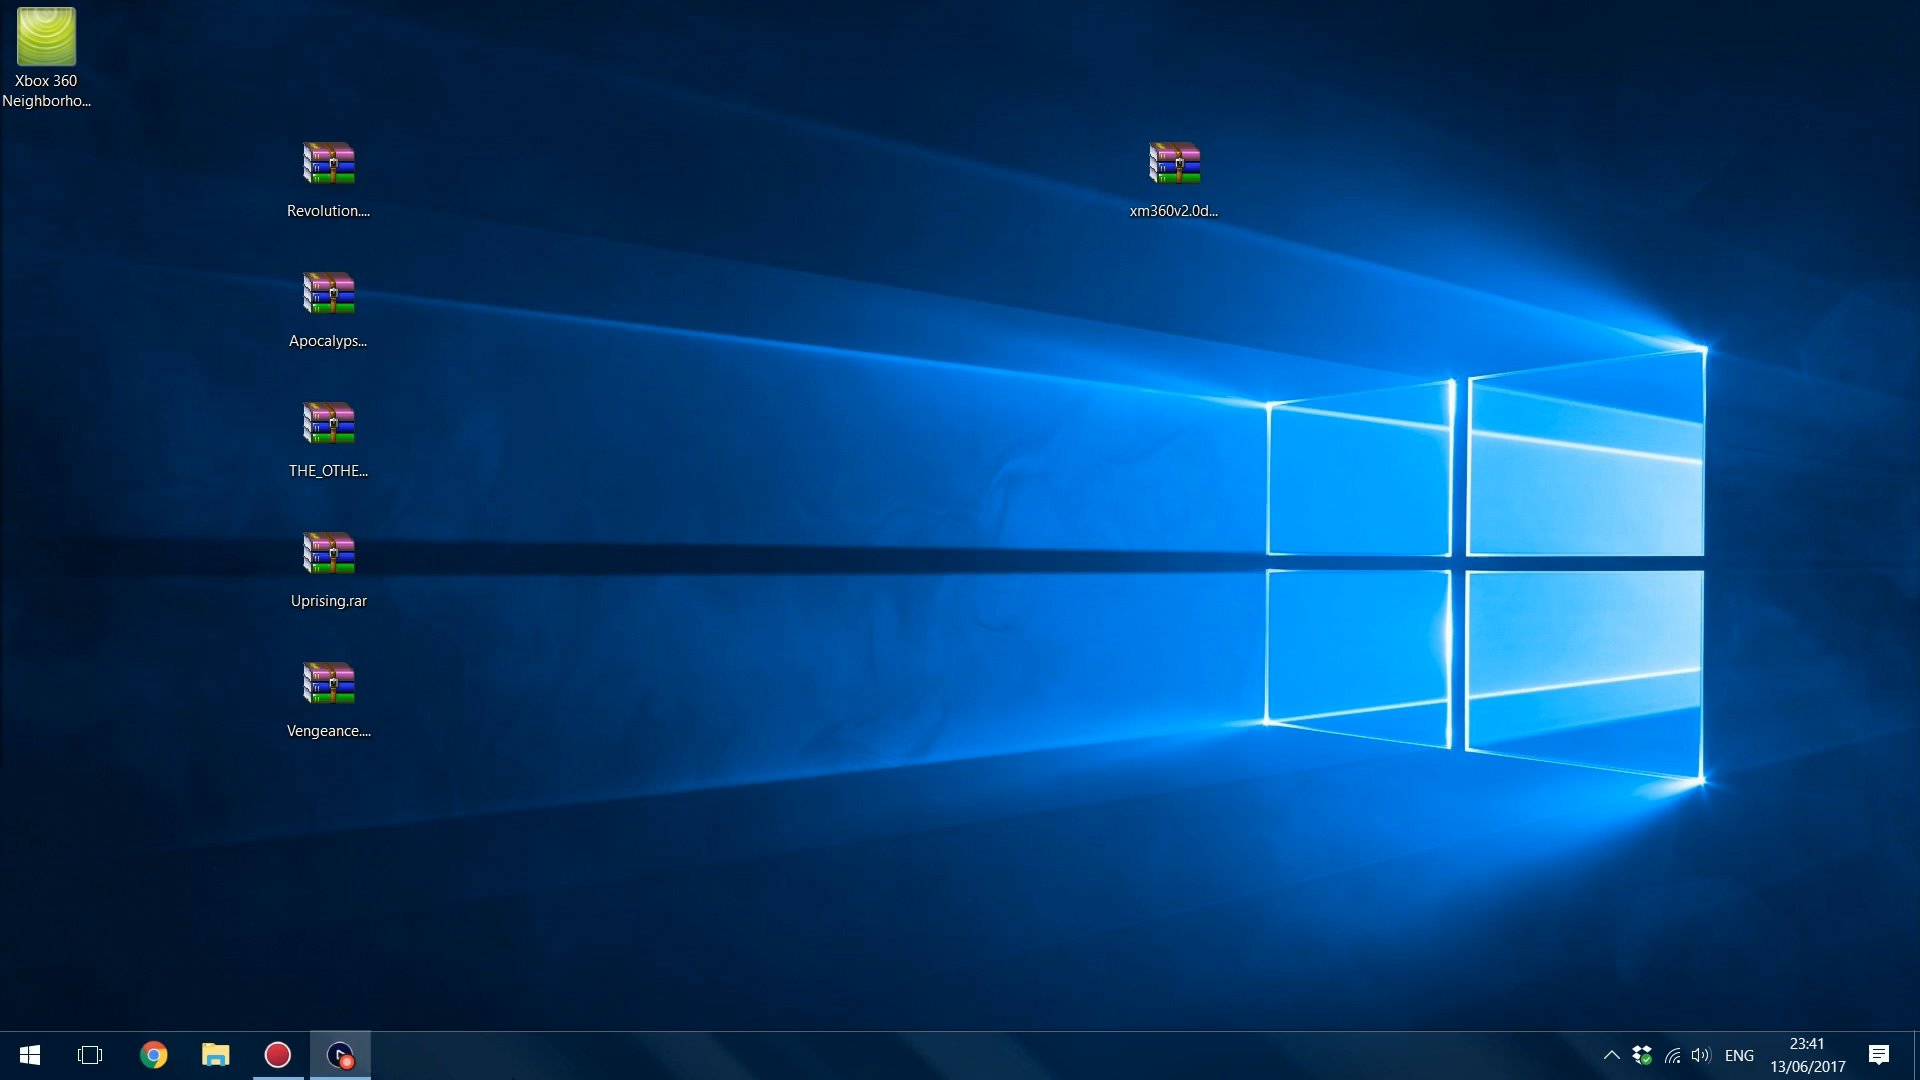 Xbox 360
Neighborho...
Revolution....
xm360v2.0d...
Apocalyps...
THE_OTHE...
Uprising.rar
Vengeance....
ENG
23:41
13/06/2017